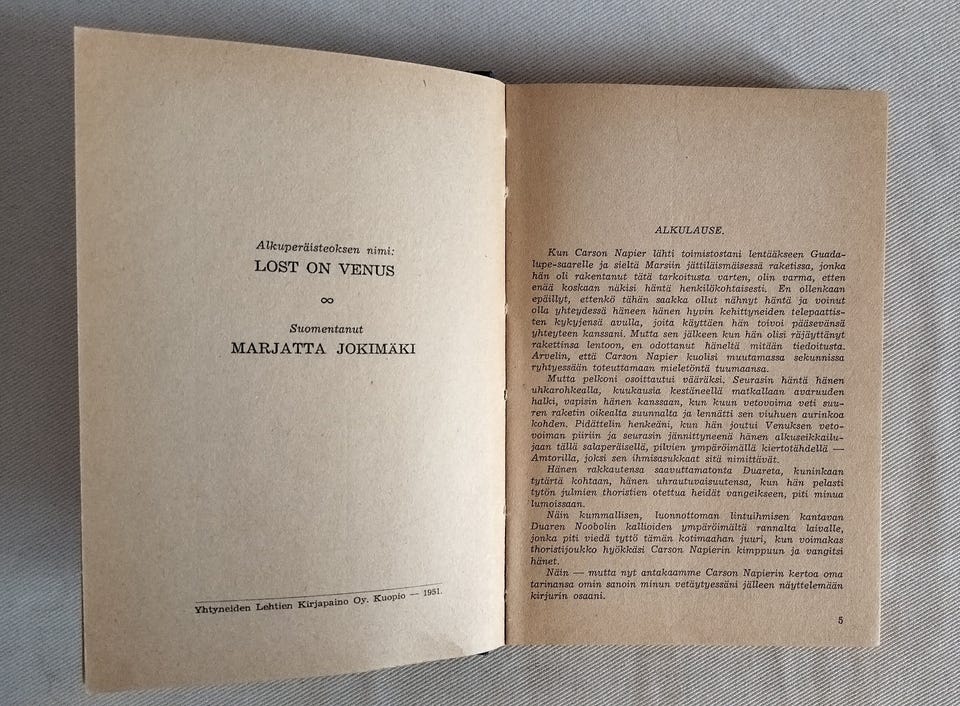 Alkuperäisteoksen nimi:
LOST ON VENUS
∞
Suomentanut
MARJATTA JOKIMÄKI
Yhtyneiden Lehtien Kirjapaino Oy. Kuopio — 1951.
ALKULAUSE.
Kun Carson Napier lähti toimistostani lentääkseen Guada-
lupe-saarelle ja sieltä Marsiin jättiläismäisessä raketissa, jonka
hän oli rakentanut tätä tarkoitusta varten, olin varma, etten
enää koskaan näkisi häntä henkilökohtaisesti. En ollenkaan
epäillyt, ettenkö tähän saakka ollut nähnyt häntä ja voinut
olla yhteydessä häneen hänen hyvin kehittyneiden telepaattis-
ten kykyjensä avulla, joita käyttäen hän toivoi pääsevänsä
yhteyteen kanssani. Mutta sen jälkeen kun hän olisi räjäyttänyt
rakettinsa lentoon, en odottanut häneltä mitään tiedoitusta.
Arvelin, että Carson Napier kuolisi muutamassa sekunnissa
ryhtyessään toteuttamaan mieletöntä tuumaansa.
Mutta pelkoni osoittautui vääräksi. Seurasin häntä hänen
uhkarohkealla, kuukausia kestäneellä matkallaan avaruuden
halki, vapisin hänen kanssaan, kun kuun vetovoima veti suu-
ren raketin oikealta suunnalta ja lennätti sen viuhuen aurinkoa
kohden. Pidättelin henkeäni, kun hän joutui Venuksen veto-
voiman piiriin ja seurasin jännittyneenä hänen alkuseikkailu-
jaan tällä salaperäisellä, pilvien ympäröimällä kiertotähdellä —
Amtorilla, joksi sen ihmisasukkaat sitä nimittävät.
Hänen rakkautensa saavuttamatonta Duareta, kuninkaan
tytärtä kohtaan, hänen uhrautuvaisuutensa, kun hän pelasti
tytön julmien thoristien otettua heidät vangeikseen, piti minua
lumoissaan.
Näin kummallisen, luonnottoman lintuihmisen kantavan
Duaren Noobolin kallioiden ympäröimältä rannalta laivalle,
jonka piti viedä tyttö tämän kotimaahan juuri, kun voimakas
thoristijoukko hyökkäsi Carson Napierin kimppuun ja vangitsi
hänet.
Näin — mutta nyt antakaamme Carson Napierin kertoa oma
tarinansa omin sanoin minun vetäytyessäni jälleen näyttelemään
kirjurin osaani.
5